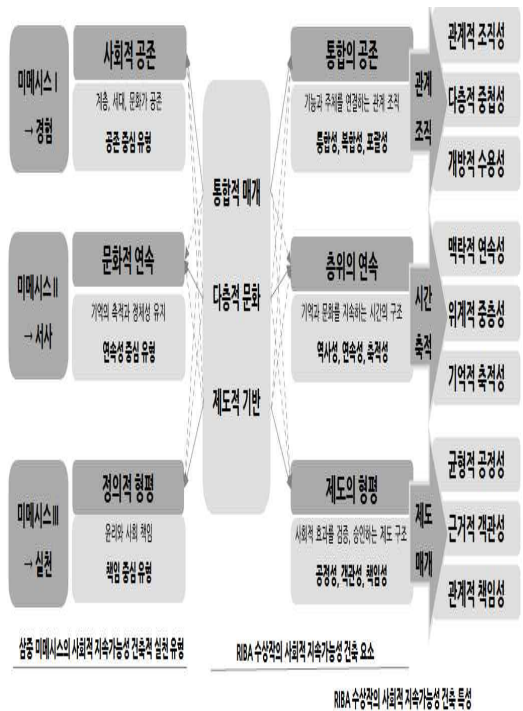 미메시스 I
→ 경험
사회적 공존
계층, 세대, 문화가 공존
공존 중심 유형
미메시스 II
→ 서사
문화적 연속
기억의 축적과 정체성 유지
연속성 중심 유형
미메시스 III
→ 실천
정의적 형평
윤리와 사회 책임
책임 중심 유형
통합적 매개
다층적 문화
제도적 기반
통합의 공존
기능과 주체를 연결하는 관계 조직
통합성, 복합성, 포괄성
층위의 연속
기억과 문화를 지속하는 시간의 구조
역사성, 연속성, 축적성
제도의 형평
사회적 효과를 검증, 승인하는 제도 구조
공정성, 객관성, 책임성
관계
조직
관계적 조직성
다층적 중첩성
개방적 수용성
시간
축적
맥락적 연속성
위계적 중층성
기억적 축적성
제도
매개
균형적 공정성
근거적 객관성
관계적 책임성
삼중 미메시스의 사회적 지속가능성 건축적 실천 유형
RIBA 수상작의 사회적 지속가능성 건축 요소
RIBA 수상작의 사회적 지속가능성 건축 특성